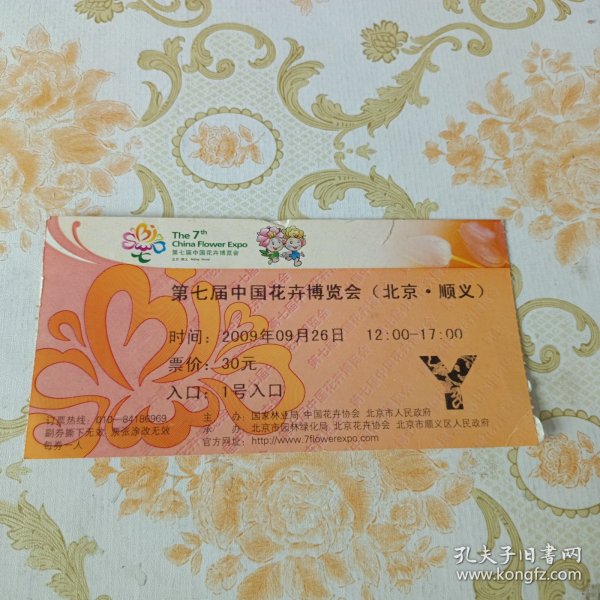 The 7th
China Flower Expo
第七届中国花卉博览会
第七届中国花卉博览会（北京·顺义）
时间：2009年09月26日 12:00-17:00
票价：30元
入口：1号入口
Y
订票热线：010-84186969
副券撕下无效 票张涂改无效
每券一人
主 办：国家林业局 中国花卉协会 北京市人民政府
承 办：北京市园林绿化局 北京花卉协会 北京市顺义区人民政府
官方网址：http://www.7flowerexpo.com
孔夫子旧书网
www.kongfz.com